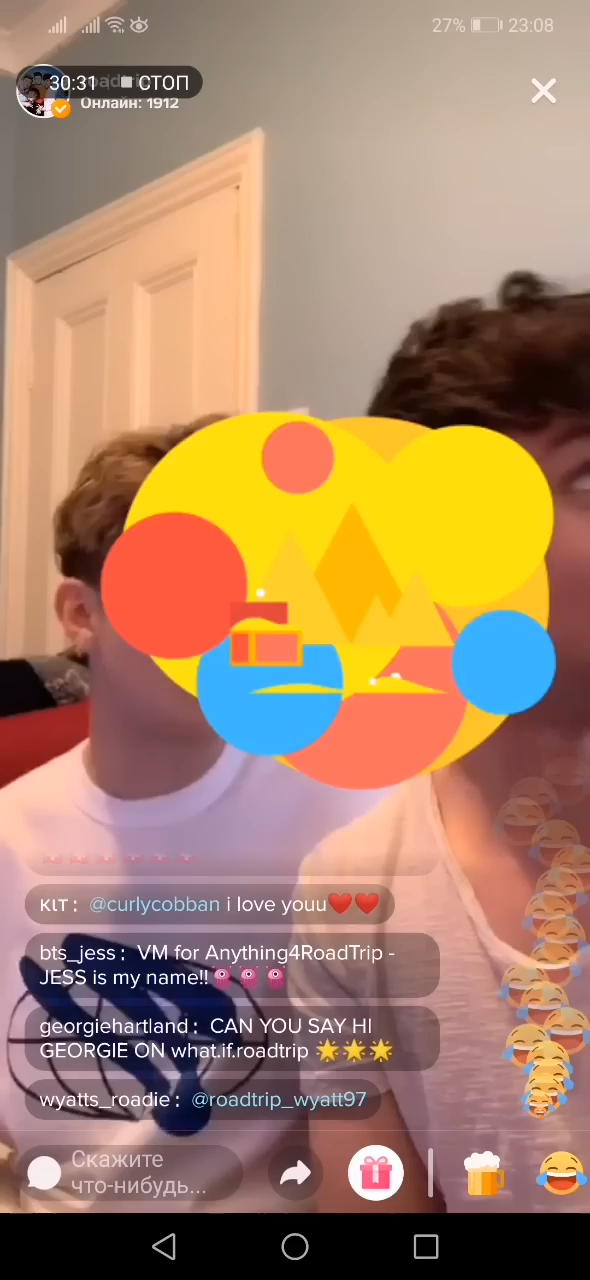 27% 23:08
30:31 СТОП
Онлайн: 1912
ĸɩт : @curlycobban i love youu❤️❤️
bts_jess : VM for Anything4RoadTrip -
JESS is my name!!
georgiehartland : CAN YOU SAY HI
GEORGIE ON what.if.roadtrip 🌟🌟🌟
wyatts_roadie : @roadtrip_wyatt97
Скажите
что-нибудь...